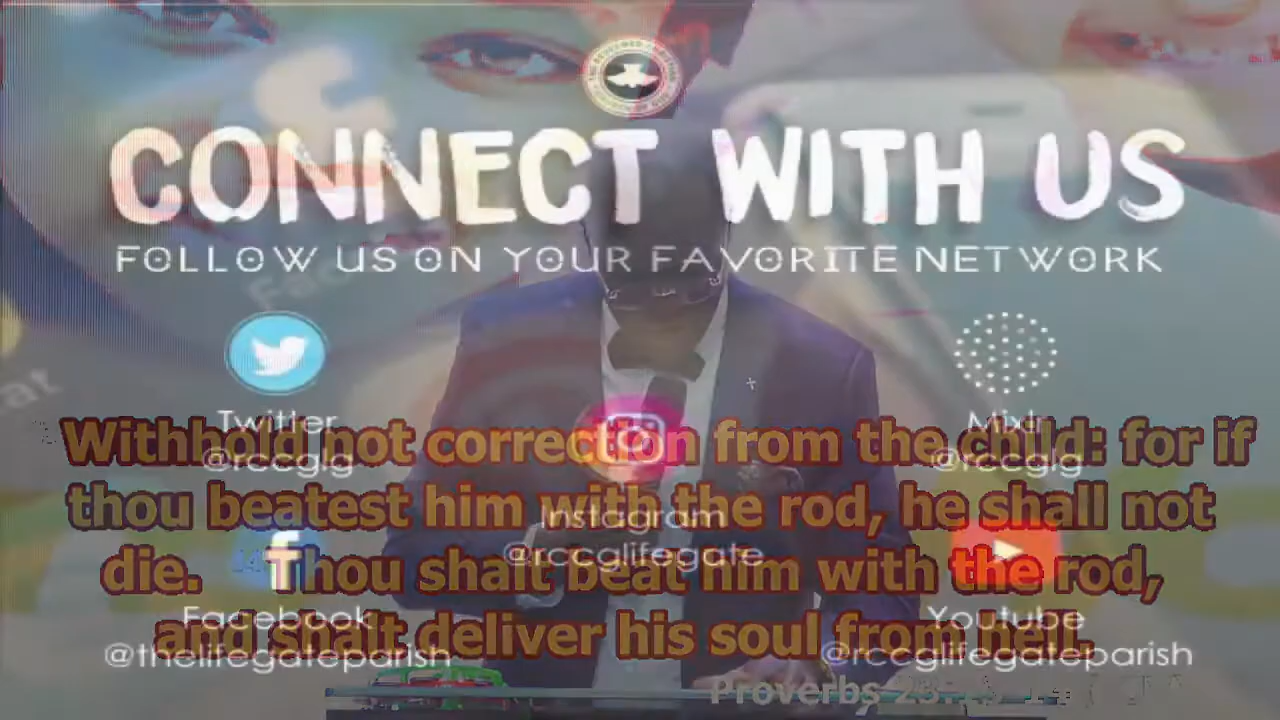 CONNECT WITH US
FOLLOW US ON YOUR FAVORITE NETWORK
Twitter
@rccglg
Mixlr
@rccglg
Instagram
@rccglifegate
Facebook
@thelifegateparish
Youtube
@rccglifegateparish
Withhold not correction from the child: for if
thou beatest him with the rod, he shall not
die. 14 Thou shalt beat him with the rod,
and shalt deliver his soul from hell.
Proverbs